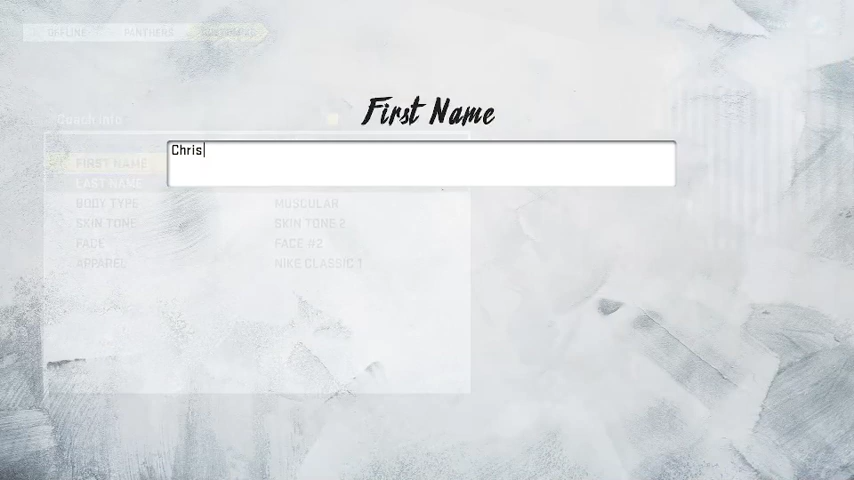 OFFLINE PANTHERS
First Name
Coach Info
Chris
FIRST NAME
LAST NAME
BODY TYPE MUSCULAR
SKIN TONE SKIN TONE 2
FACE FACE #2
APPAREL NIKE CLASSIC 1